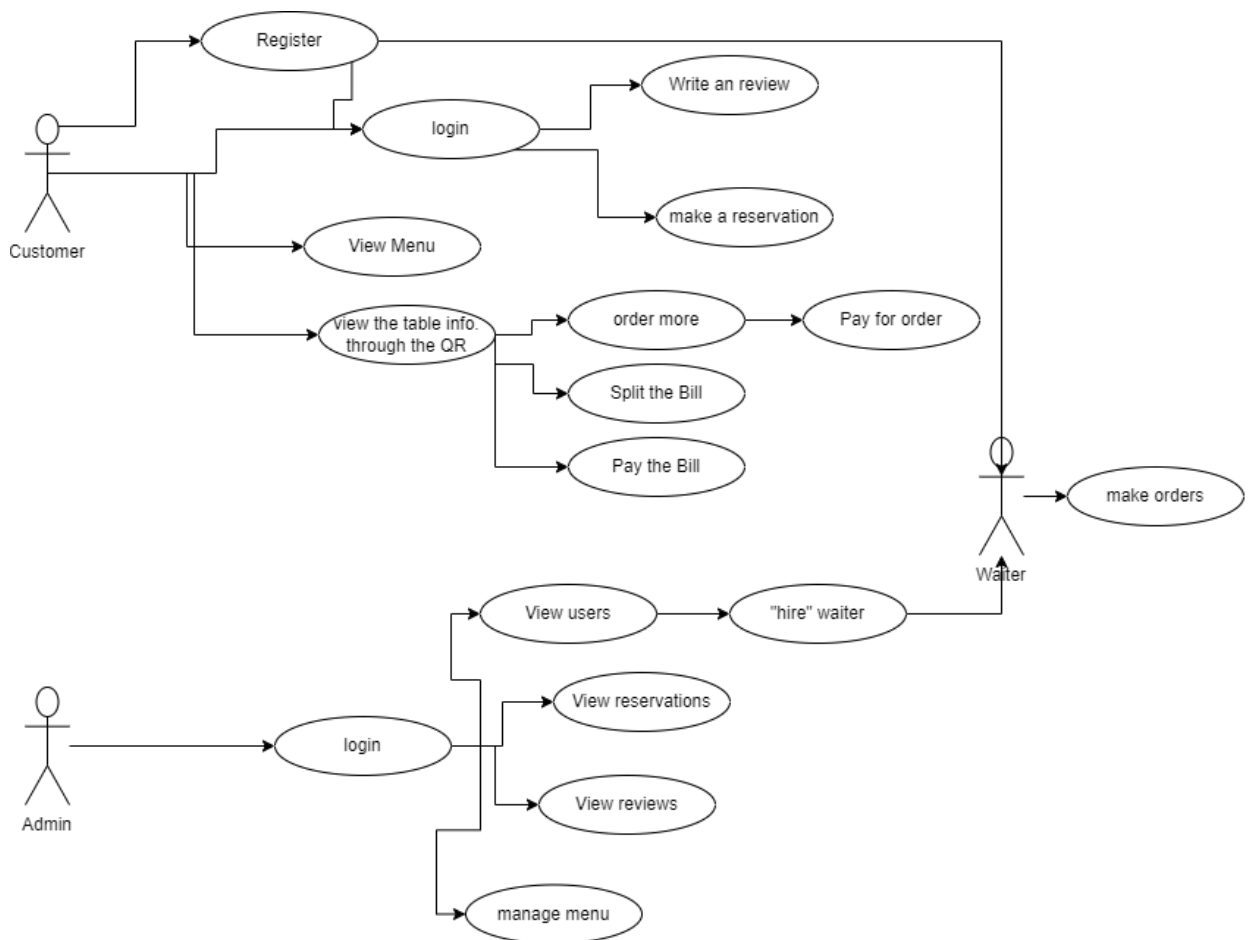 Register
Write an review
login
make a reservation
Customer
View Menu
view the table info.
through the QR
order more
Pay for order
Split the Bill
Pay the Bill
make orders
Waiter
View users
"hire" waiter
View reservations
login
View reviews
Admin
manage menu